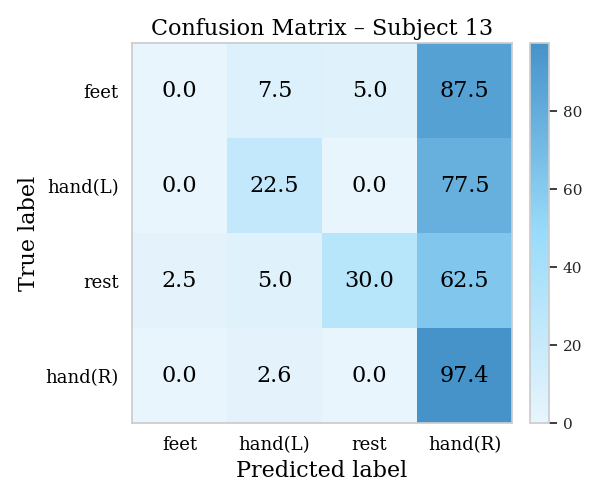 Confusion Matrix – Subject 13
True label
feet 0.0 7.5 5.0 87.5
hand(L) 0.0 22.5 0.0 77.5
rest 2.5 5.0 30.0 62.5
hand(R) 0.0 2.6 0.0 97.4
feet hand(L) rest hand(R)
Predicted label
80
60
40
20
0